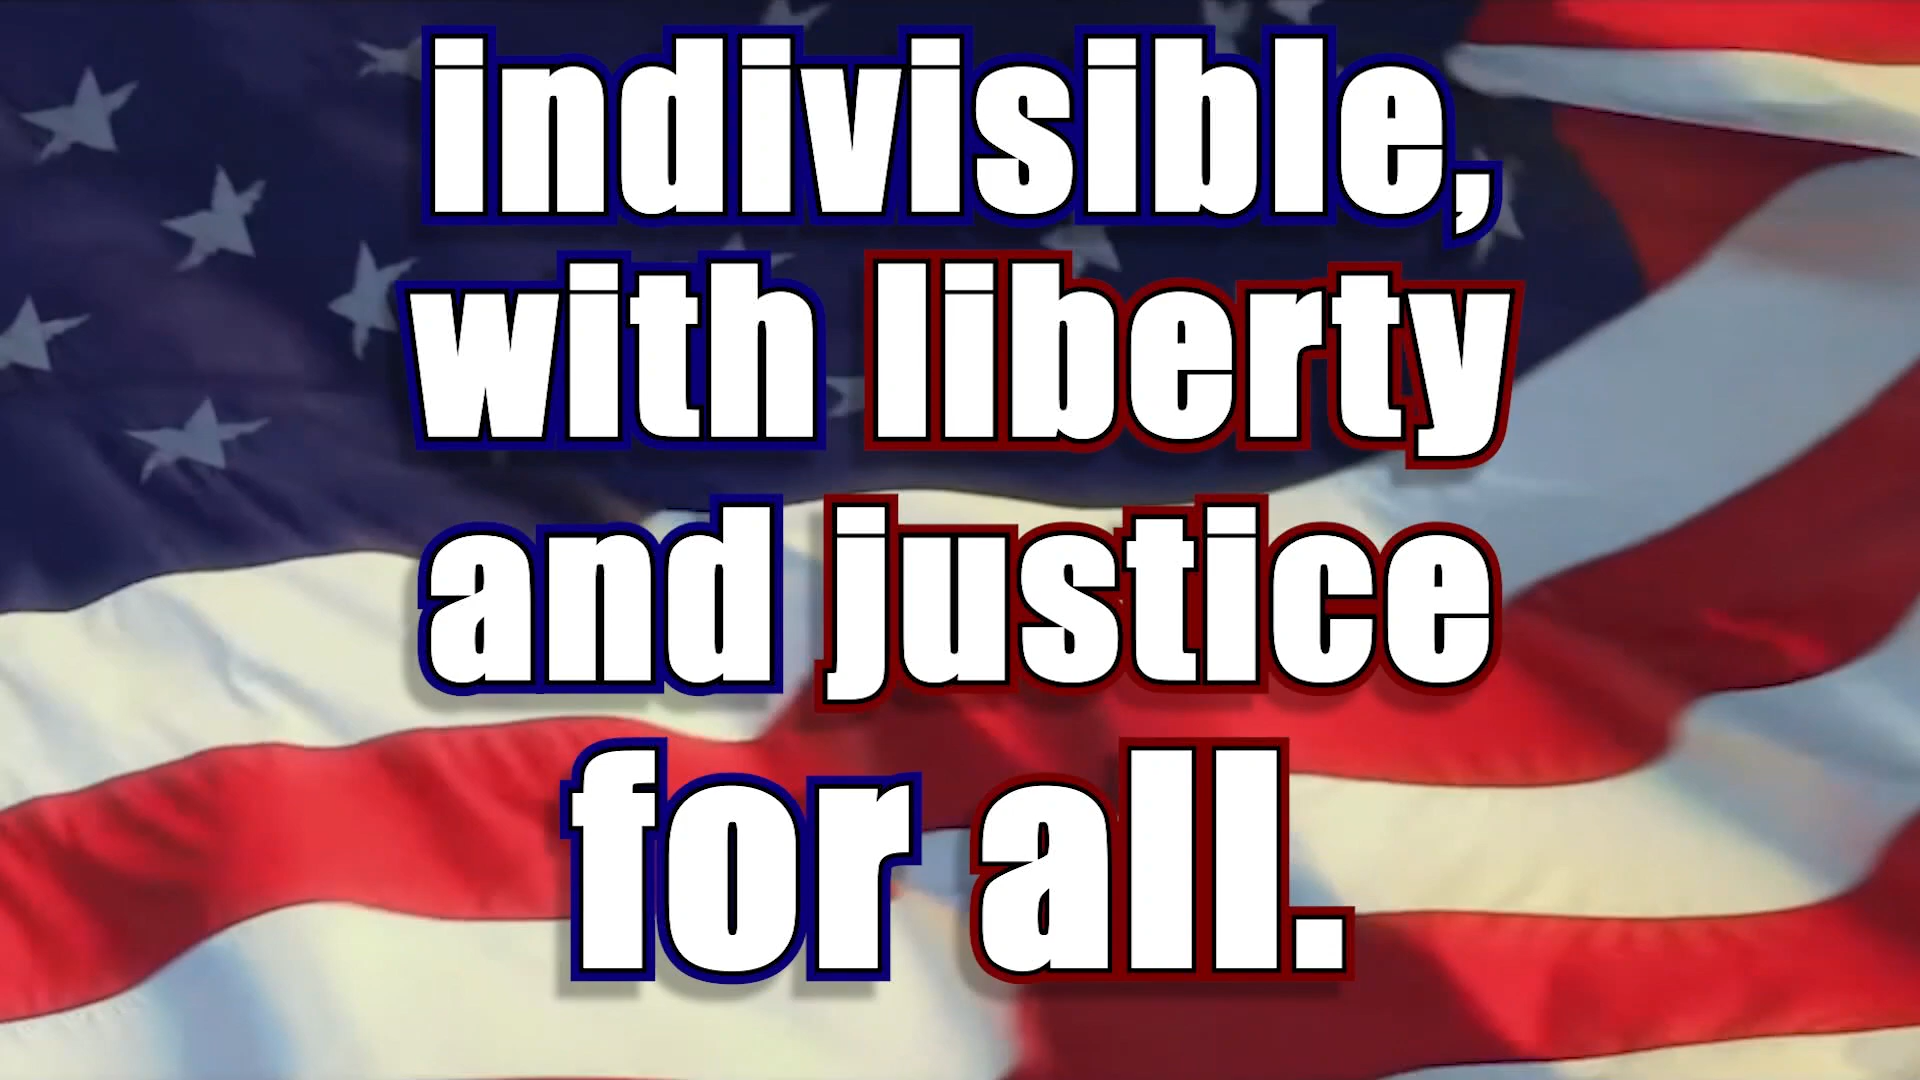 indivisible,
with liberty
and justice
for all.